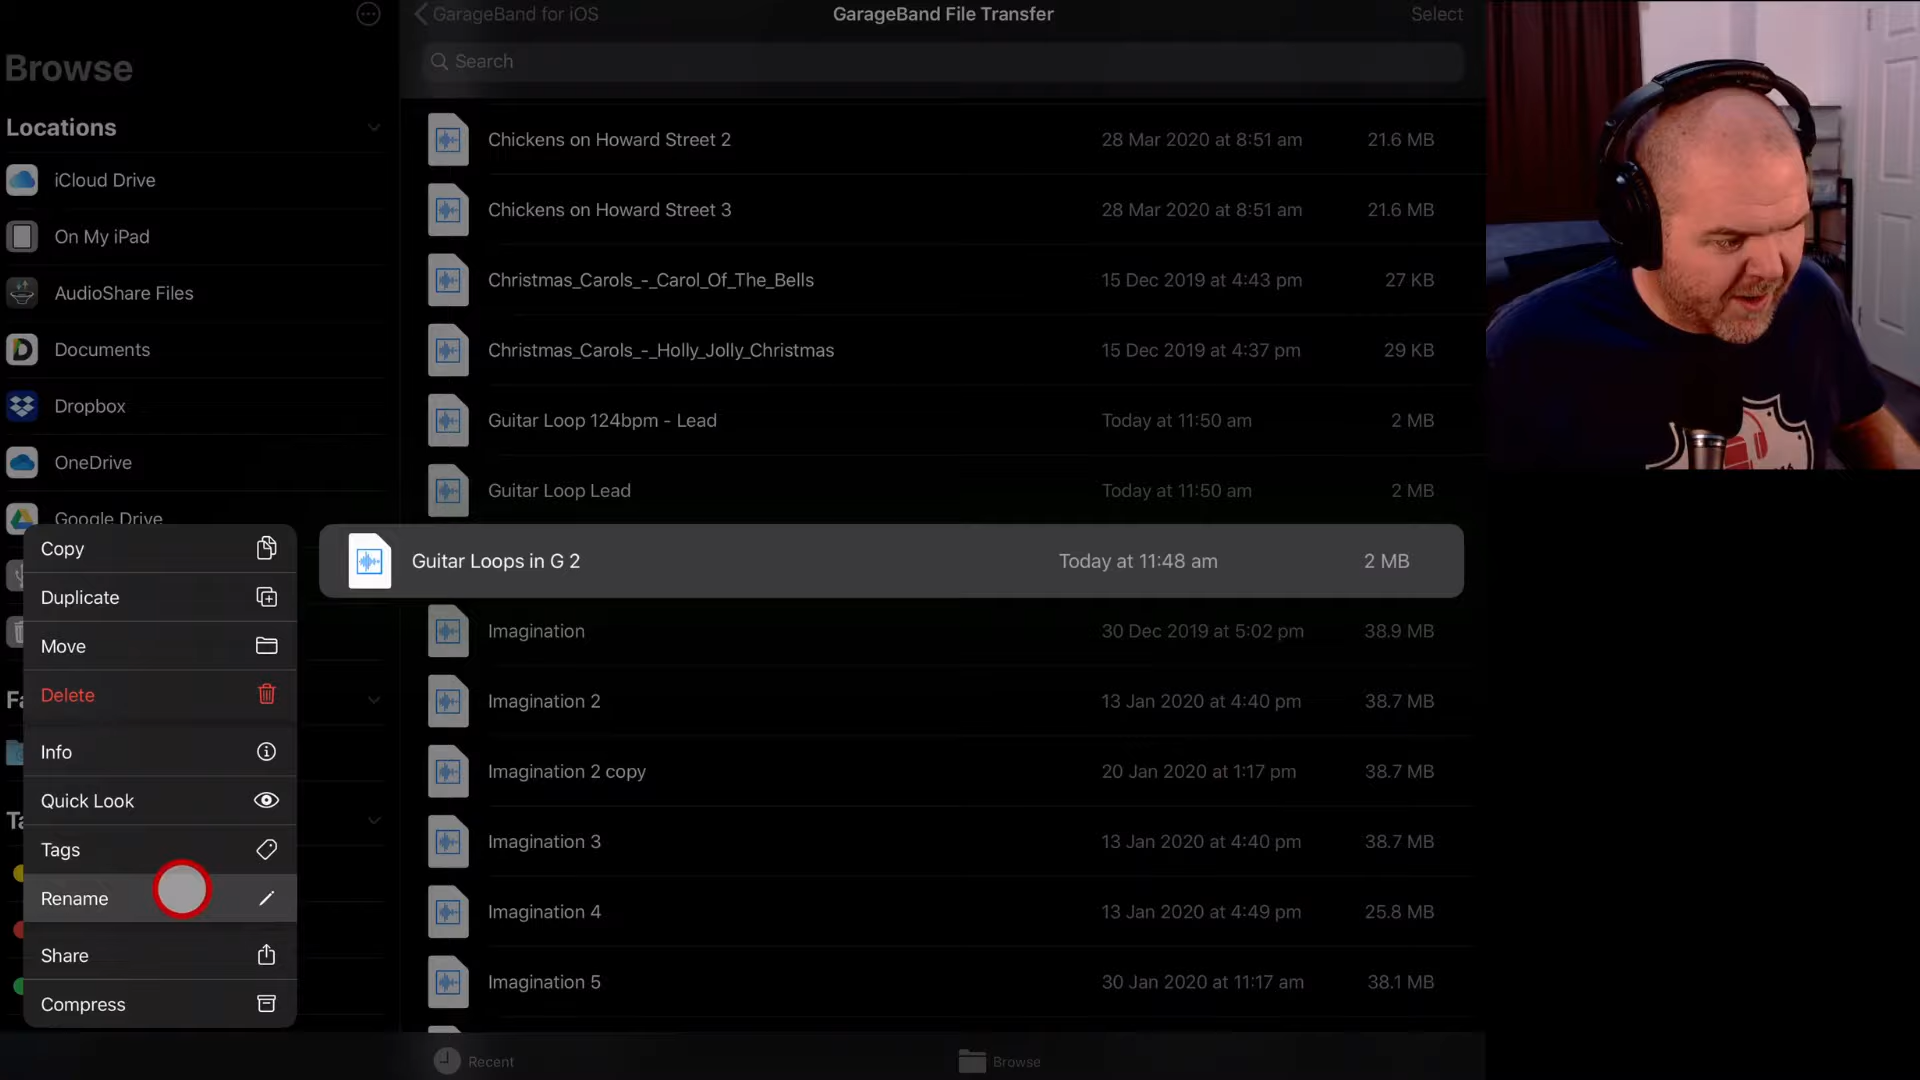 GarageBand for iOS
GarageBand File Transfer
Select
Browse
Search
Locations
iCloud Drive
On My iPad
AudioShare Files
Documents
Dropbox
OneDrive
Google Drive
Chickens on Howard Street 2 28 Mar 2020 at 8:51 am 21.6 MB
Chickens on Howard Street 3 28 Mar 2020 at 8:51 am 21.6 MB
Christmas_Carols_-_Carol_Of_The_Bells 15 Dec 2019 at 4:43 pm 27 KB
Christmas_Carols_-_Holly_Jolly_Christmas 15 Dec 2019 at 4:37 pm 29 KB
Guitar Loop 124bpm - Lead Today at 11:50 am 2 MB
Guitar Loop Lead Today at 11:50 am 2 MB
Guitar Loops in G 2 Today at 11:48 am 2 MB
Imagination 30 Dec 2019 at 5:02 pm 38.9 MB
Imagination 2 13 Jan 2020 at 4:40 pm 38.7 MB
Imagination 2 copy 20 Jan 2020 at 1:17 pm 38.7 MB
Imagination 3 13 Jan 2020 at 4:40 pm 38.7 MB
Imagination 4 13 Jan 2020 at 4:49 pm 25.8 MB
Imagination 5 30 Jan 2020 at 11:17 am 38.1 MB
Copy
Duplicate
Move
Delete
Info
Quick Look
Tags
Rename
Share
Compress
Recent
Browse